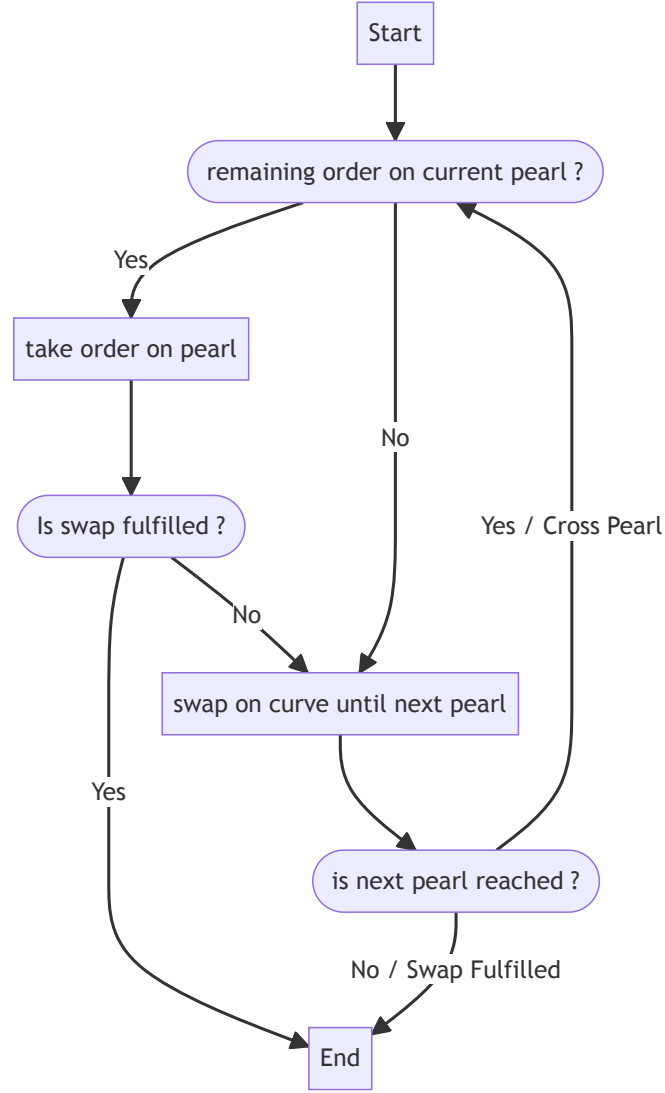 Start
remaining order on current pearl ?
Yes
take order on pearl
No
Is swap fulfilled ?
Yes / Cross Pearl
No
swap on curve until next pearl
Yes
is next pearl reached ?
No / Swap Fulfilled
End